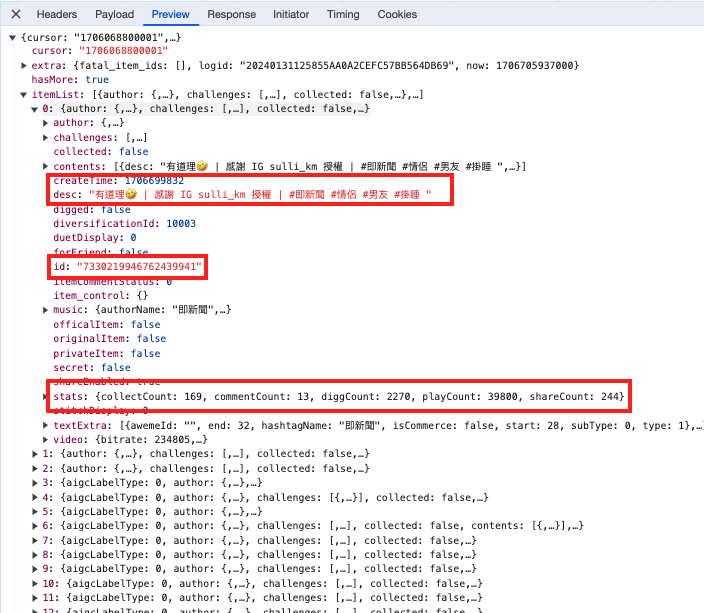 Headers Payload Preview Response Initiator Timing Cookies
{cursor: "1706068800001",…}
cursor: "1706068800001"
extra: {fatal_item_ids: [], logid: "20240131125855AA0A2CEFC57BB564DB69", now: 1706705937000}
hasMore: true
itemList: [{author: {,…}, challenges: [,…], collected: false,…},…]
0: {author: {,…}, challenges: [,…], collected: false,…}
author: {,…}
challenges: [,…]
collected: false
contents: [{desc: "有道理🤣 | 感謝 IG sulli_km 授權 | #即新聞 #情侶 #男友 #掛睡 ",…}]
createTime: 1706699832
desc: "有道理🤣 | 感謝 IG sulli_km 授權 | #即新聞 #情侶 #男友 #掛睡 "
digged: false
diversificationId: 10003
duetDisplay: 0
forFriend: false
id: "7330219946762439941"
itemCommentStatus: 0
item_control: {}
music: {authorName: "即新聞",…}
officalItem: false
originalItem: false
privateItem: false
secret: false
shareEnabled: true
stats: {collectCount: 169, commentCount: 13, diggCount: 2270, playCount: 39800, shareCount: 244}
stitchDisplay: 0
textExtra: [{awemeId: "", end: 32, hashtagName: "即新聞", isCommerce: false, start: 28, subType: 0, type: 1},…]
video: {bitrate: 234805,…}
1: {author: {,…}, challenges: [,…], collected: false,…}
2: {author: {,…}, challenges: [,…], collected: false,…}
3: {aigcLabelType: 0, author: {,…},…}
4: {aigcLabelType: 0, author: {,…}, challenges: [{,…}], collected: false,…}
5: {aigcLabelType: 0, author: {,…},…}
6: {aigcLabelType: 0, author: {,…}, challenges: [,…], collected: false, contents: [{,…}],…}
7: {aigcLabelType: 0, author: {,…}, challenges: [,…], collected: false,…}
8: {aigcLabelType: 0, author: {,…}, challenges: [,…], collected: false,…}
9: {aigcLabelType: 0, author: {,…}, challenges: [,…], collected: false,…}
10: {aigcLabelType: 0, author: {,…}, challenges: [,…], collected: false,…}
11: {aigcLabelType: 0, author: {,…}, challenges: [,…], collected: false,…}
12: {aigcLabelType: 0, author: {,…}, challenges: [,…], collected: false,…}